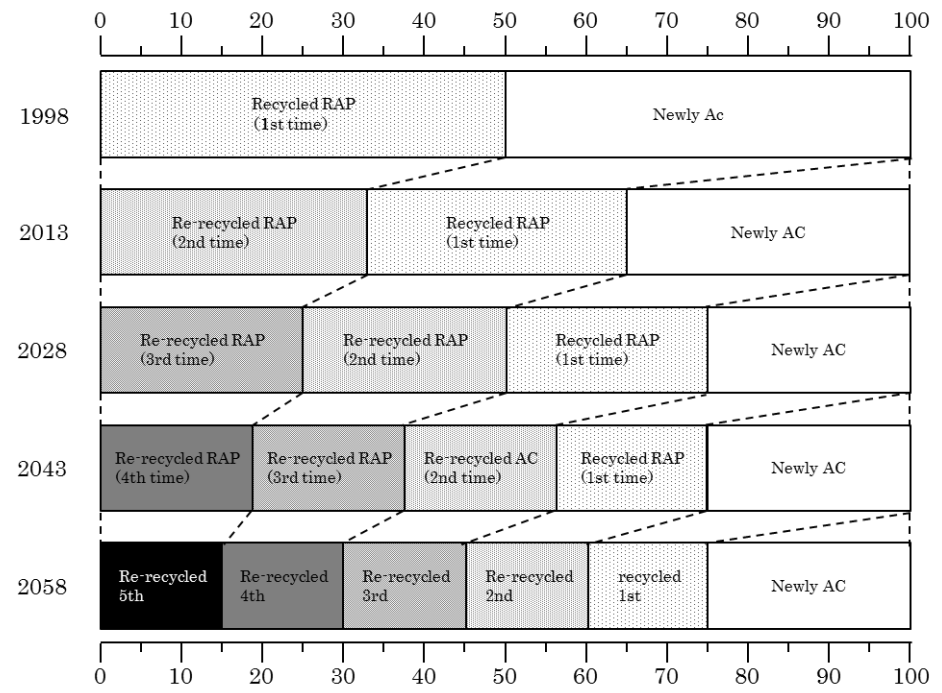 0 10 20 30 40 50 60 70 80 90 100
1998
Recycled RAP
(1st time)
Newly Ac
2013
Re-recycled RAP
(2nd time)
Recycled RAP
(1st time)
Newly AC
2028
Re-recycled RAP
(3rd time)
Re-recycled RAP
(2nd time)
Recycled RAP
(1st time)
Newly AC
2043
Re-recycled RAP
(4th time)
Re-recycled RAP
(3rd time)
Re-recycled AC
(2nd time)
Recycled RAP
(1st time)
Newly AC
2058
Re-recycled
5th
Re-recycled
4th
Re-recycled
3rd
Re-recycled
2nd
recycled
1st
Newly AC
0 10 20 30 40 50 60 70 80 90 100